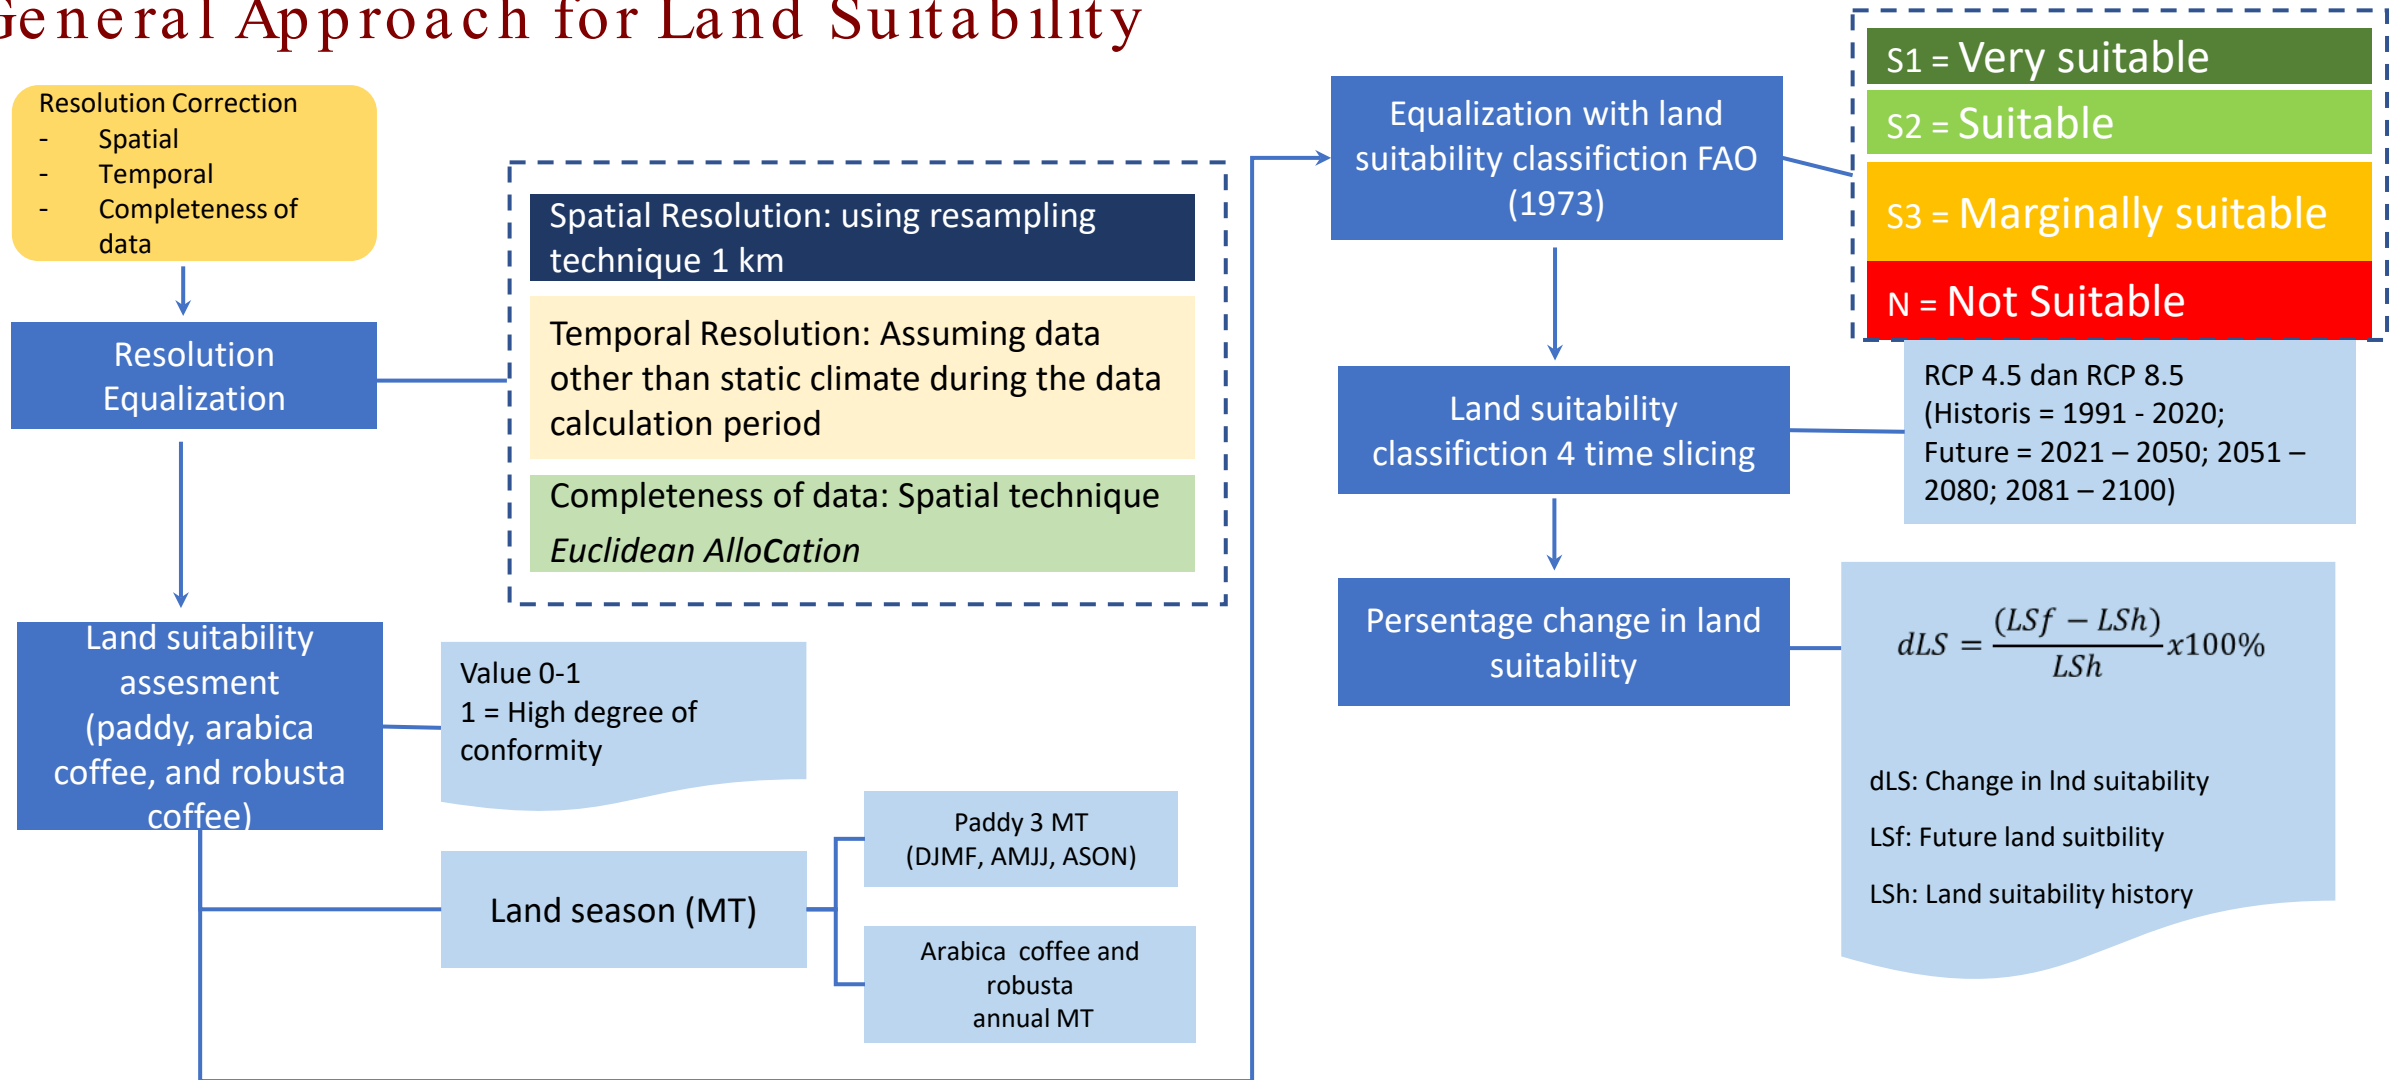 General Approach for Land Suitability
Resolution Correction
- Spatial
- Temporal
- Completeness of
data
Resolution
Equalization
Spatial Resolution: using resampling
technique 1 km
Temporal Resolution: Assuming data
other than static climate during the data
calculation period
Completeness of data: Spatial technique
Euclidean AlloCation
Land suitability
assesment
(paddy, arabica
coffee, and robusta
coffee)
Value 0-1
1 = High degree of
conformity
Land season (MT)
Paddy 3 MT
(DJMF, AMJJ, ASON)
Arabica coffee and
robusta
annual MT
Equalization with land
suitability classifiction FAO
(1973)
S1 = Very suitable
S2 = Suitable
S3 = Marginally suitable
N = Not Suitable
Land suitability
classifiction 4 time slicing
RCP 4.5 dan RCP 8.5
(Historis = 1991 - 2020;
Future = 2021 – 2050; 2051 –
2080; 2081 – 2100)
Persentage change in land
suitability
dLS = (LSf − LSh) / LSh x100%
dLS: Change in lnd suitability
LSf: Future land suitbility
LSh: Land suitability history